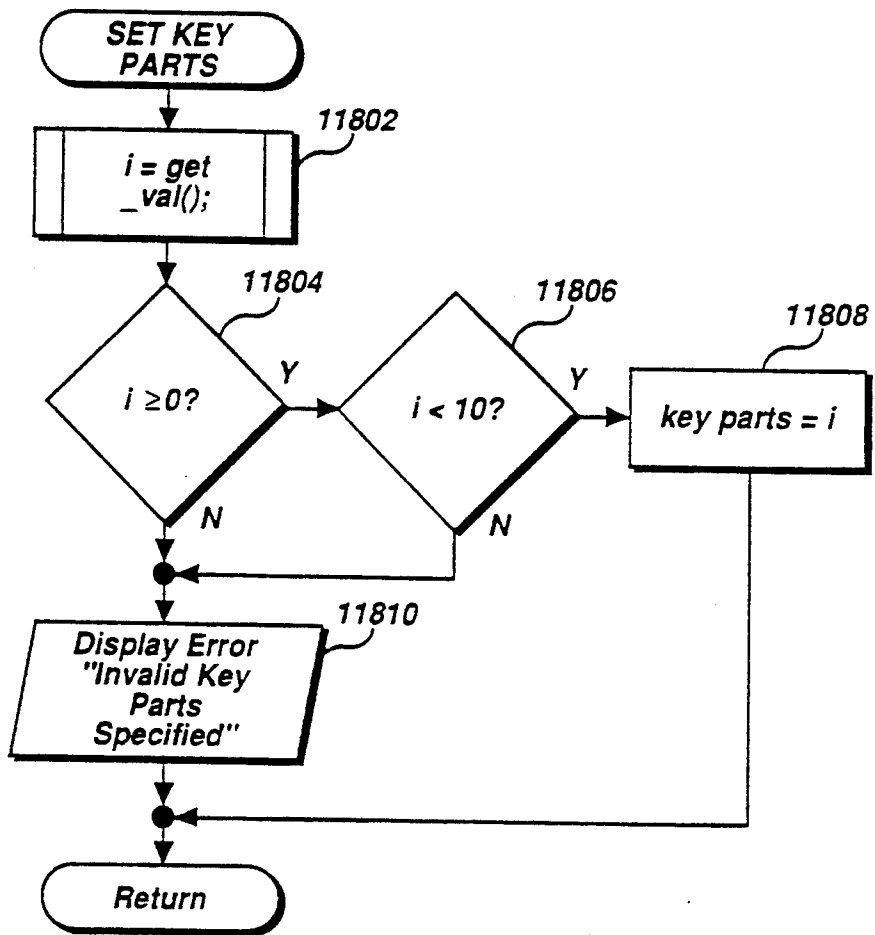 SET KEY
PARTS
11802
i = get
_val();
11804
i ≥0?
Y
N
11806
i < 10?
Y
N
11808
key parts = i
11810
Display Error
"Invalid Key
Parts
Specified"
Return